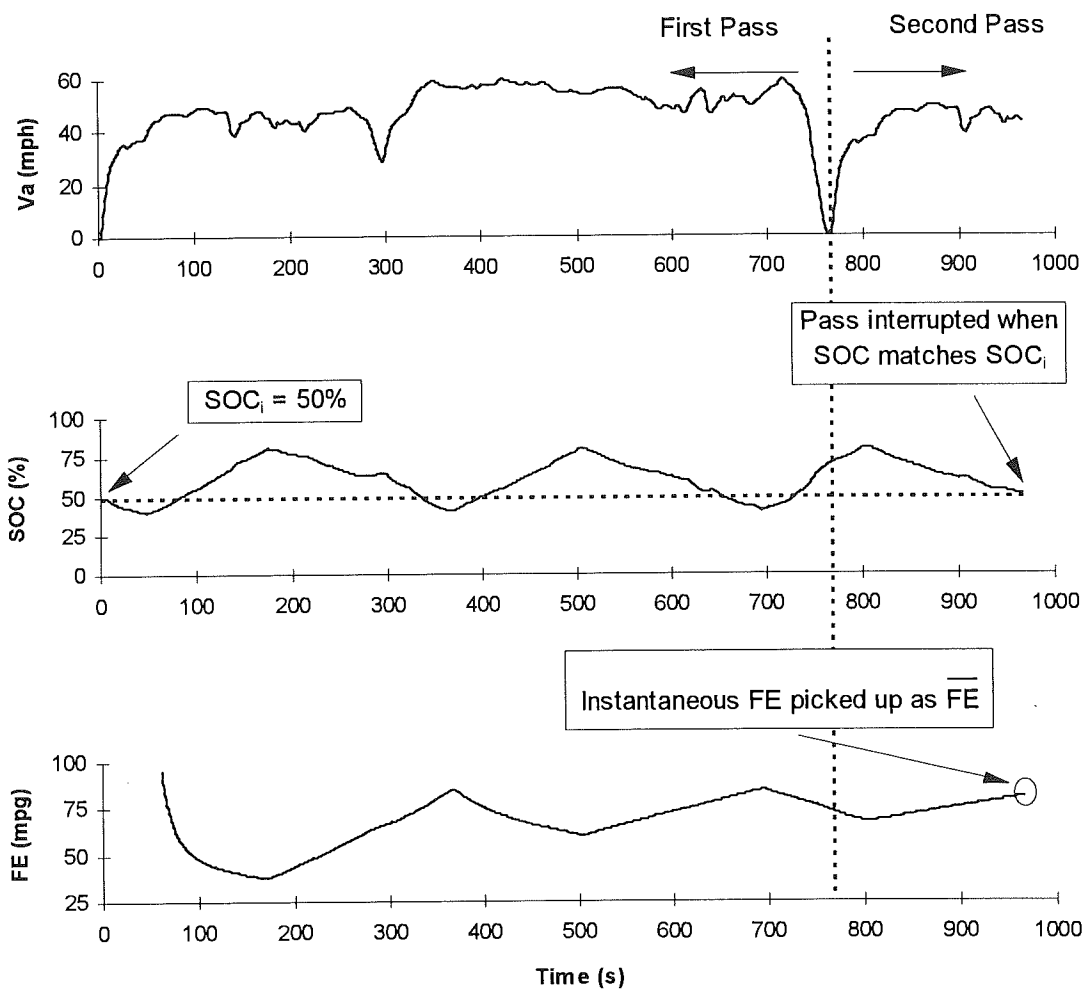 First Pass
Second Pass
60
40
20
0
Va (mph)
0 100 200 300 400 500 600 700 800 900 1000
Pass interrupted when
SOC matches SOCi
SOCi = 50%
100
75
50
25
0
SOC (%)
0 100 200 300 400 500 600 700 800 900 1000
Instantaneous FE picked up as FE
100
75
50
25
FE (mpg)
0 100 200 300 400 500 600 700 800 900 1000
Time (s)